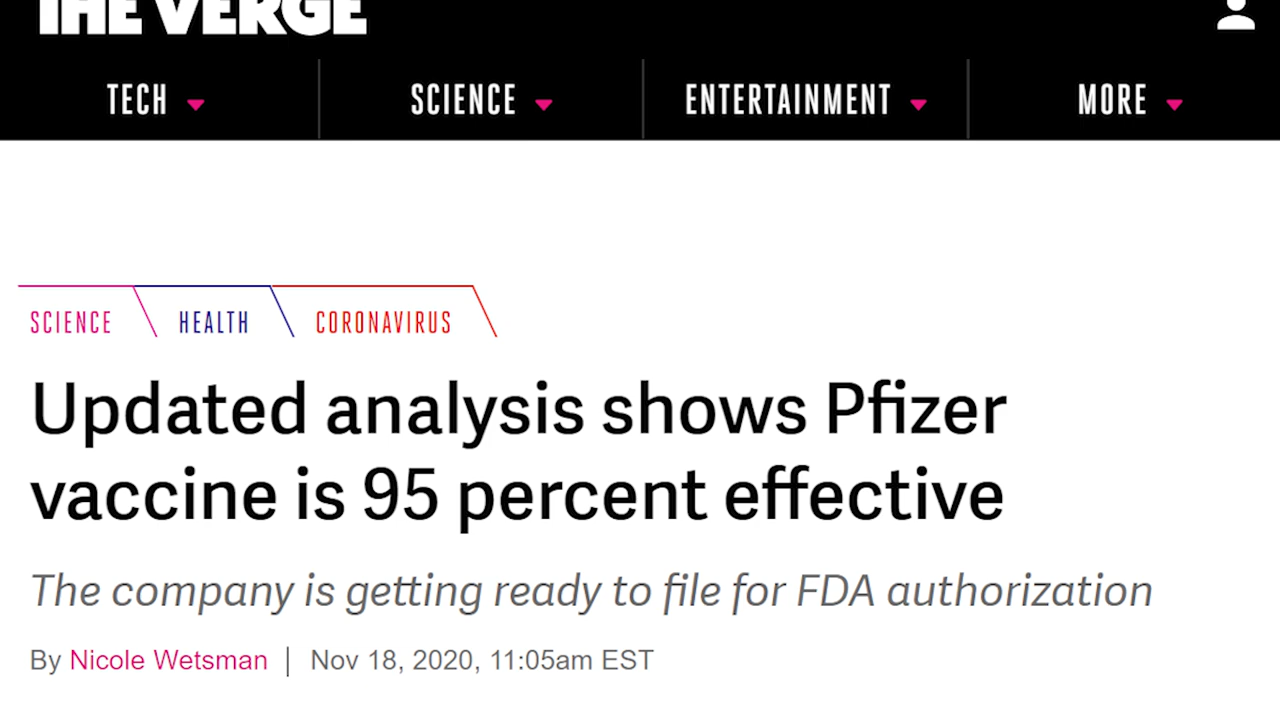 THE VERGE
TECH
SCIENCE
ENTERTAINMENT
MORE
SCIENCE
HEALTH
CORONAVIRUS
Updated analysis shows Pfizer
vaccine is 95 percent effective
The company is getting ready to file for FDA authorization
By Nicole Wetsman | Nov 18, 2020, 11:05am EST